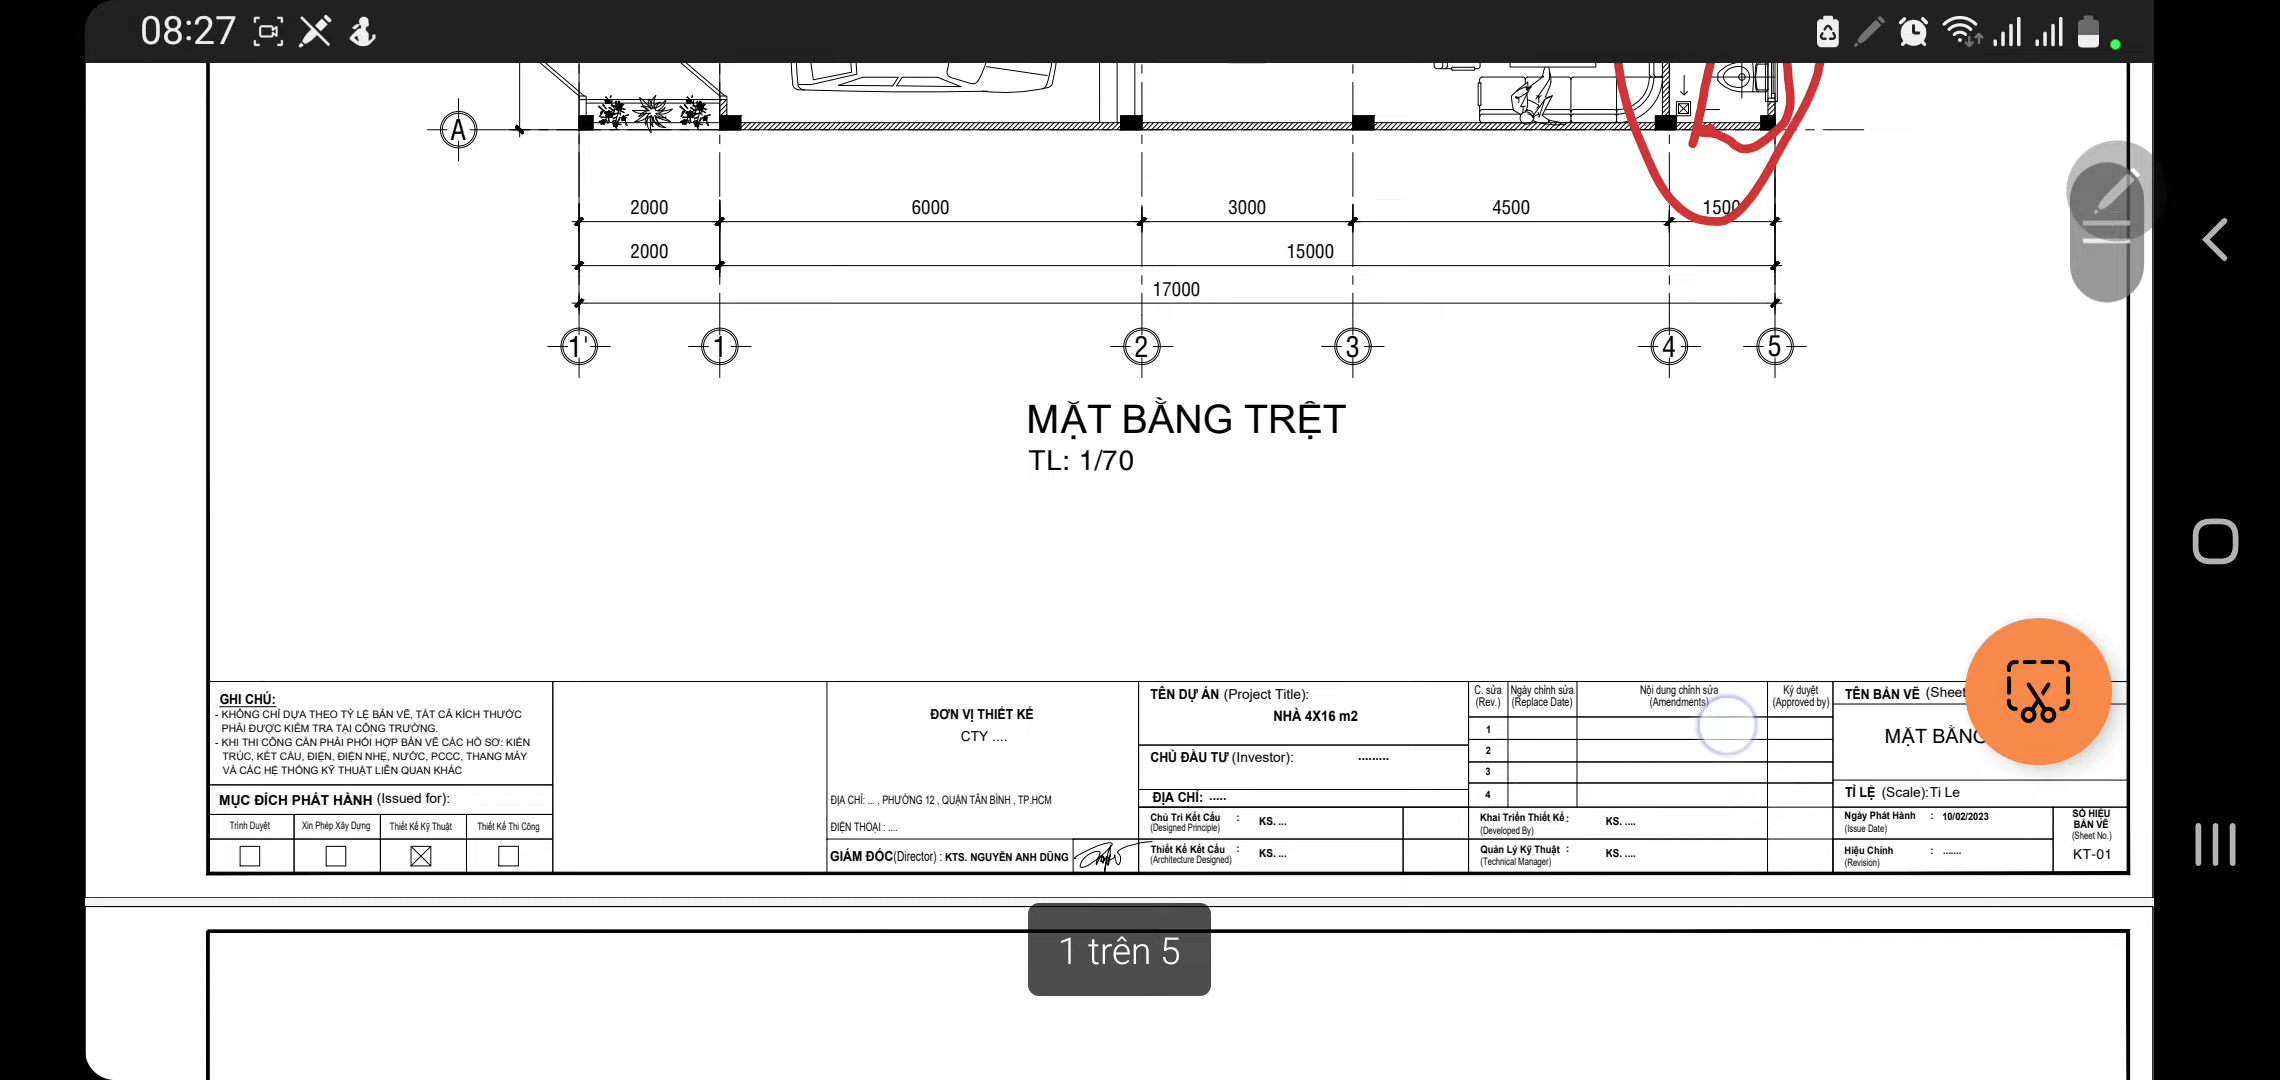 08:27
A
2000 6000 3000 4500 1500
2000 15000
17000
1' 1 2 3 4 5
MẶT BẰNG TRỆT
TL: 1/70
GHI CHÚ:
- KHÔNG CHỈ DỰA THEO TỶ LỆ BẢN VẼ, TẤT CẢ KÍCH THƯỚC
PHẢI ĐƯỢC KIỂM TRA TẠI CÔNG TRƯỜNG.
- KHI THI CÔNG CẦN PHẢI PHỐI HỢP BẢN VẼ CÁC HỒ SƠ: KIẾN
TRÚC, KẾT CẤU, ĐIỆN, ĐIỆN NHẸ, NƯỚC, PCCC, THANG MÁY
VÀ CÁC HỆ THỐNG KỸ THUẬT LIÊN QUAN KHÁC
MỤC ĐÍCH PHÁT HÀNH (Issued for):
Trình Duyệt Xin Phép Xây Dựng Thiết Kế Kỹ Thuật Thiết Kế Thi Công
ĐƠN VỊ THIẾT KẾ
CTY ....
ĐỊA CHỈ: ... , PHƯỜNG 12 , QUẬN TÂN BÌNH , TP.HCM
ĐIỆN THOẠI : ....
GIÁM ĐỐC(Director) : KTS. NGUYỄN ANH DŨNG
TÊN DỰ ÁN (Project Title):
NHÀ 4X16 m2
CHỦ ĐẦU TƯ (Investor): .........
ĐỊA CHỈ: .....
Chủ Trì Kết Cấu : KS. ...
(Designed Principle)
Thiết Kế Kết Cấu : KS. ...
(Architecture Designed)
C. sửa Ngày chỉnh sửa Nội dung chỉnh sửa Ký duyệt
(Rev.) (Replace Date) (Amendments) (Approved by)
1
2
3
4
Khai Triển Thiết Kế : KS. ....
(Developed By)
Quản Lý Kỹ Thuật : KS. ....
(Technical Manager)
TÊN BẢN VẼ (Sheet
MẶT BẰNG
TỈ LỆ (Scale):Ti Le
Ngày Phát Hành : 10/02/2023
(Issue Date)
Hiệu Chỉnh : .......
(Revision)
SỐ HIỆU
BẢN VẼ
(Sheet No.)
KT-01
1 trên 5